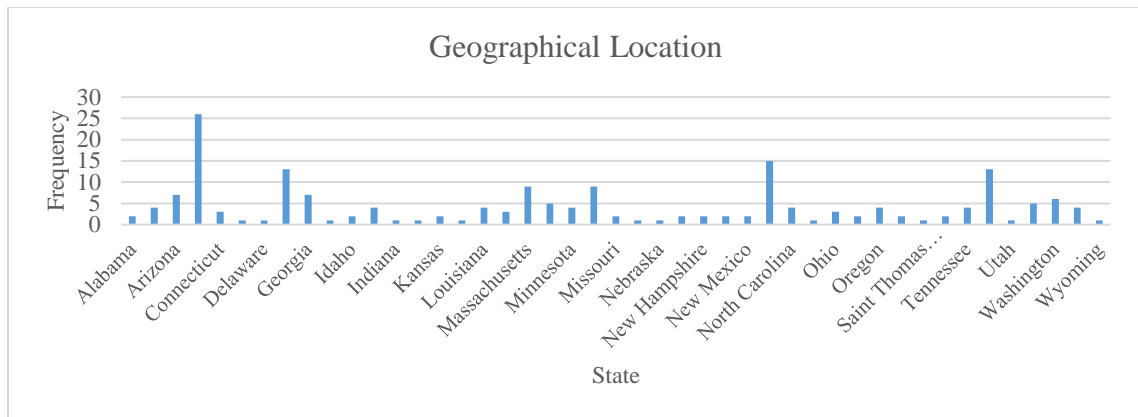 Geographical Location
Frequency
30
25
20
15
10
5
0
Alabama
Arizona
Connecticut
Delaware
Georgia
Idaho
Indiana
Kansas
Louisiana
Massachusetts
Minnesota
Missouri
Nebraska
New Hampshire
New Mexico
North Carolina
Ohio
Oregon
Saint Thomas…
Tennessee
Utah
Washington
Wyoming
State